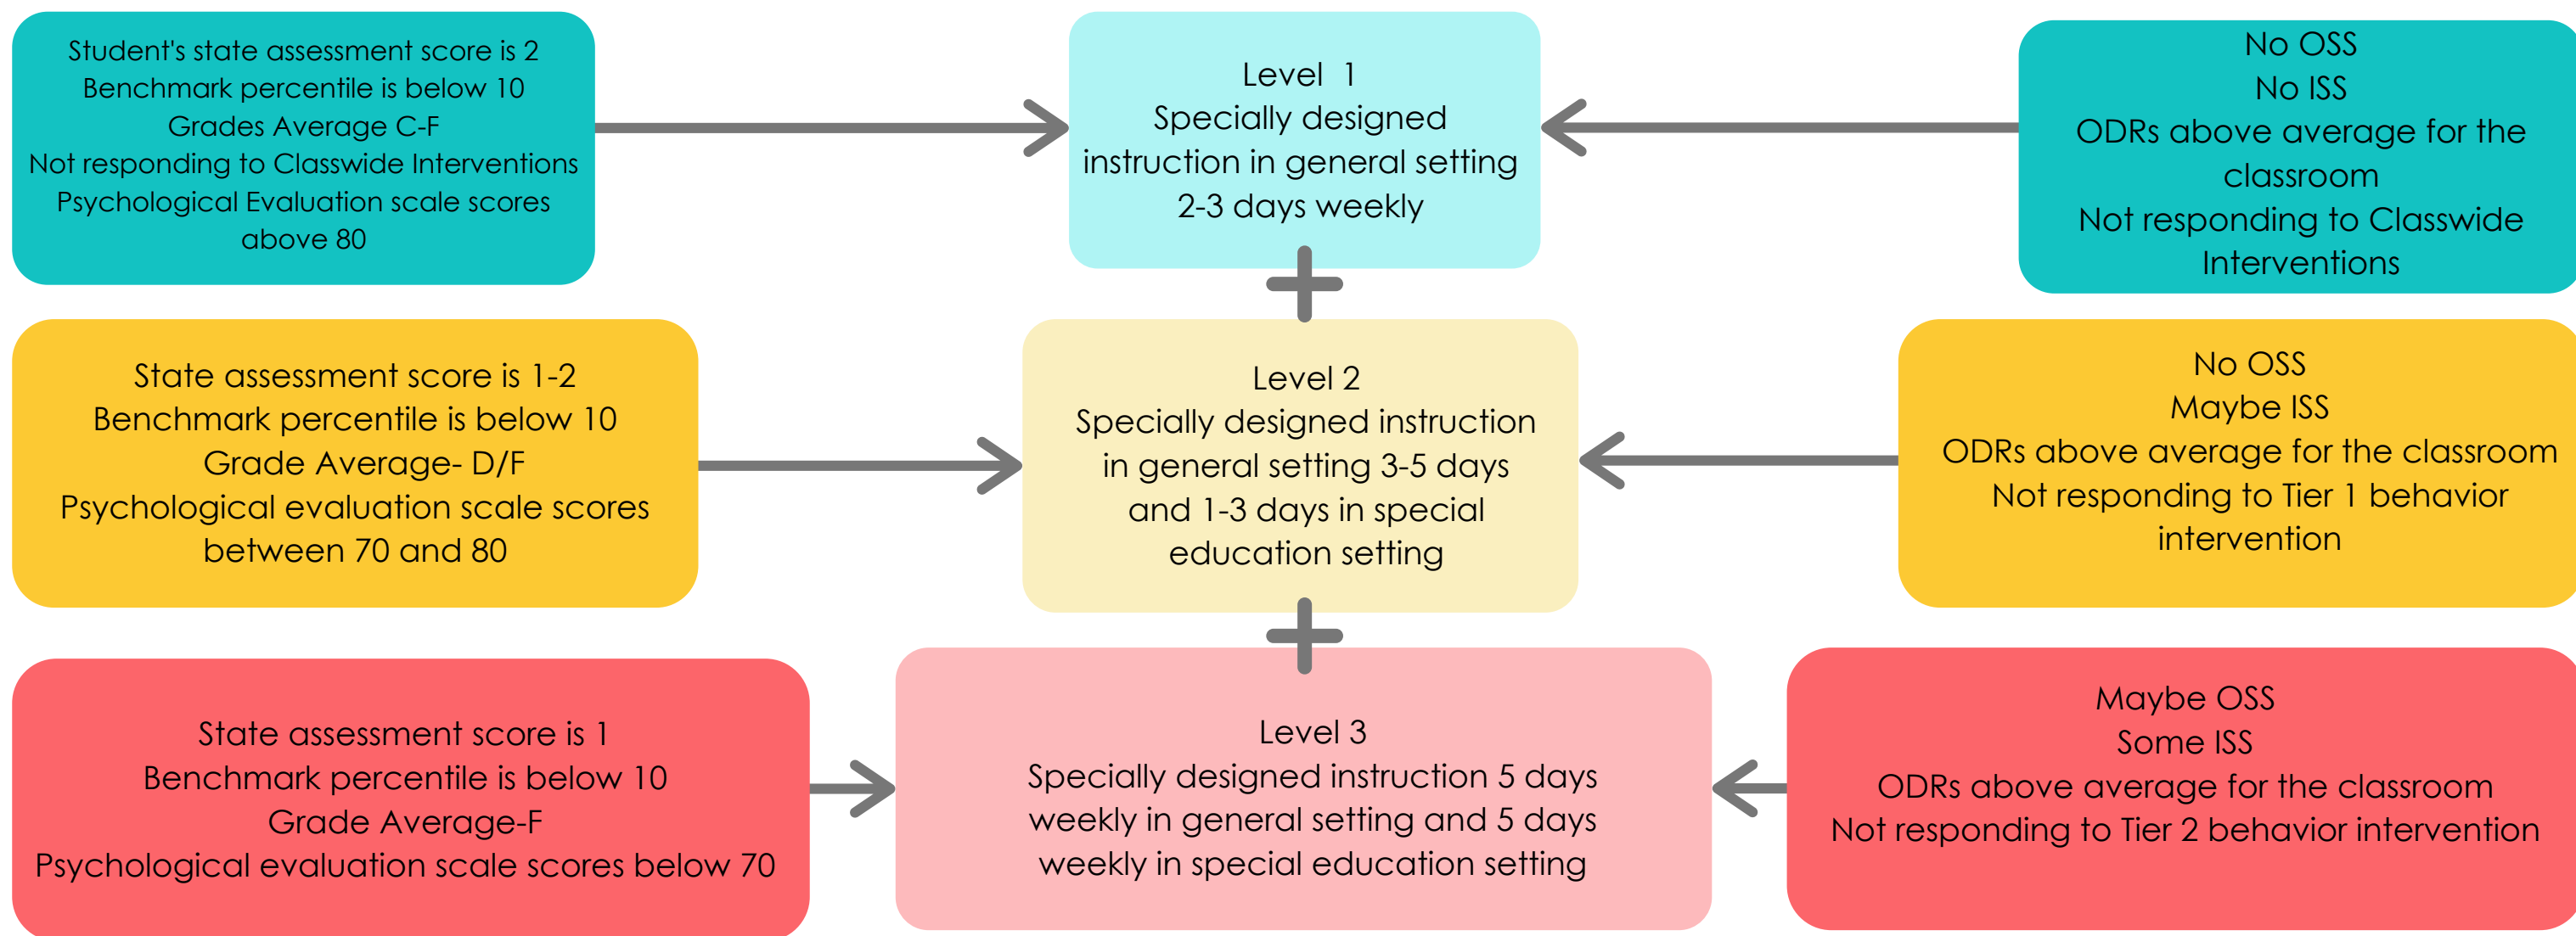 Student's state assessment score is 2
Benchmark percentile is below 10
Grades Average C-F
Not responding to Classwide Interventions
Psychological Evaluation scale scores
above 80
Level 1
Specially designed
instruction in general setting
2-3 days weekly
No OSS
No ISS
ODRs above average for the
classroom
Not responding to Classwide
Interventions
State assessment score is 1-2
Benchmark percentile is below 10
Grade Average- D/F
Psychological evaluation scale scores
between 70 and 80
Level 2
Specially designed instruction
in general setting 3-5 days
and 1-3 days in special
education setting
No OSS
Maybe ISS
ODRs above average for the classroom
Not responding to Tier 1 behavior
intervention
State assessment score is 1
Benchmark percentile is below 10
Grade Average-F
Psychological evaluation scale scores below 70
Level 3
Specially designed instruction 5 days
weekly in general setting and 5 days
weekly in special education setting
Maybe OSS
Some ISS
ODRs above average for the classroom
Not responding to Tier 2 behavior intervention